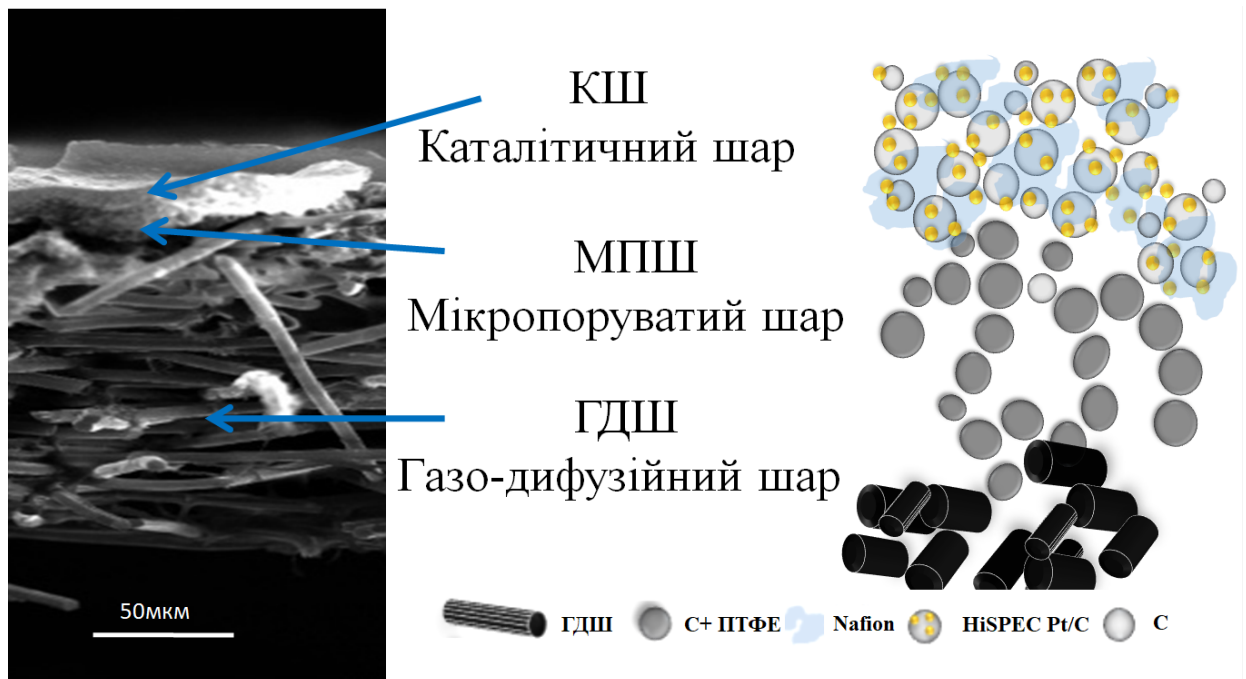 КШ
Каталітичний шар
МПШ
Мікропоруватий шар
ГДШ
Газо-дифузійний шар
50мкм
ГДШ
С+ ПТФЕ
Nafion
HiSPEC Pt/C
С